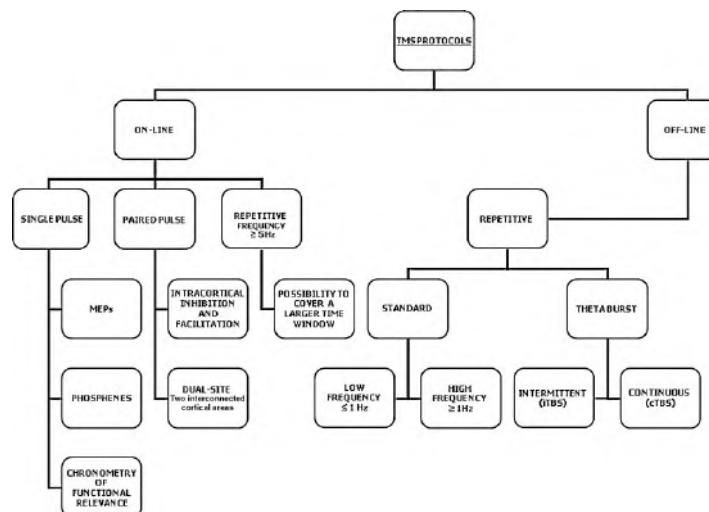 TMS PROTOCOLS
ON-LINE
OFF-LINE
SINGLE PULSE
PAIRED PULSE
REPETITIVE
FREQUENCY
≥ 5Hz
REPETITIVE
MEPs
INTRACORTICAL
INHIBITION
AND
FACILITATION
POSSIBILITY TO
COVER A
LARGER TIME
WINDOW
STANDARD
THETA BURST
PHOSPHENES
DUAL-SITE
Two interconnected
cortical areas
LOW
FREQUENCY
≤ 1 Hz
HIGH
FREQUENCY
≥ 1Hz
INTERMITTENT
(iTBS)
CONTINUOUS
(cTBS)
CHRONOMETRY
OF
FUNCTIONAL
RELEVANCE